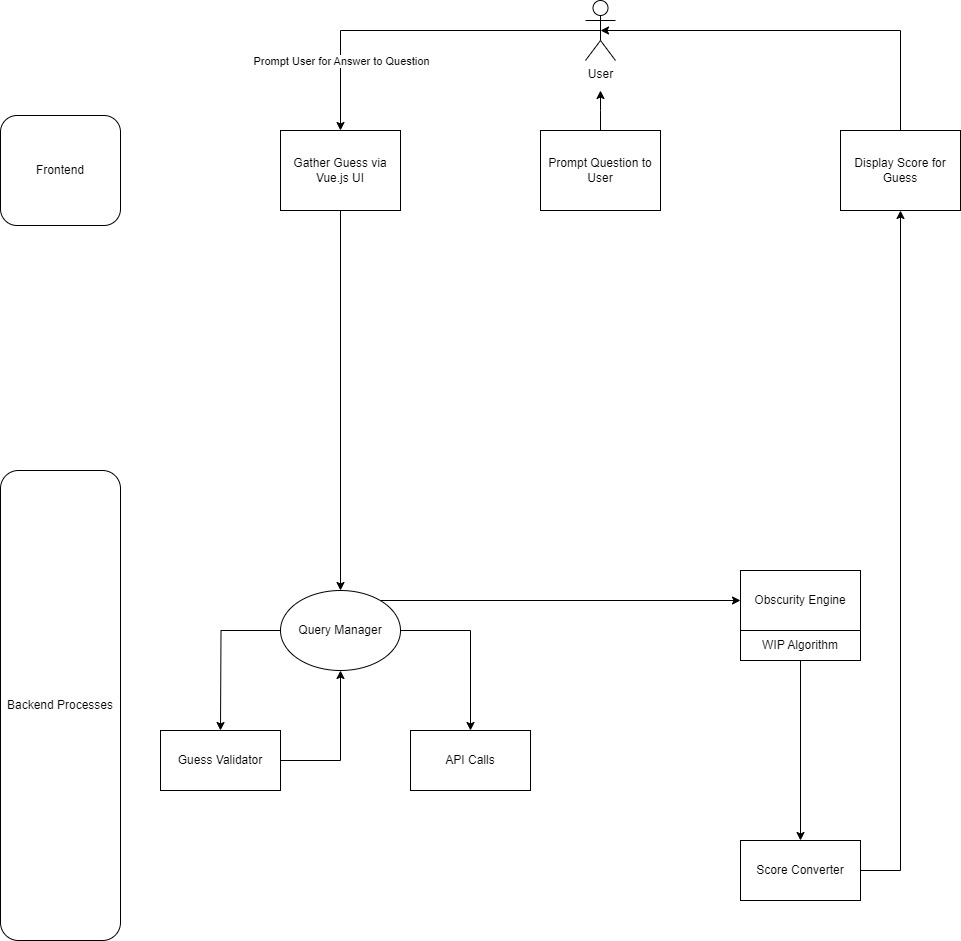 Prompt User for Answer to Question
User
Frontend
Gather Guess via
Vue.js UI
Prompt Question to
User
Display Score for
Guess
Obscurity Engine
Query Manager
WIP Algorithm
Backend Processes
Guess Validator
API Calls
Score Converter